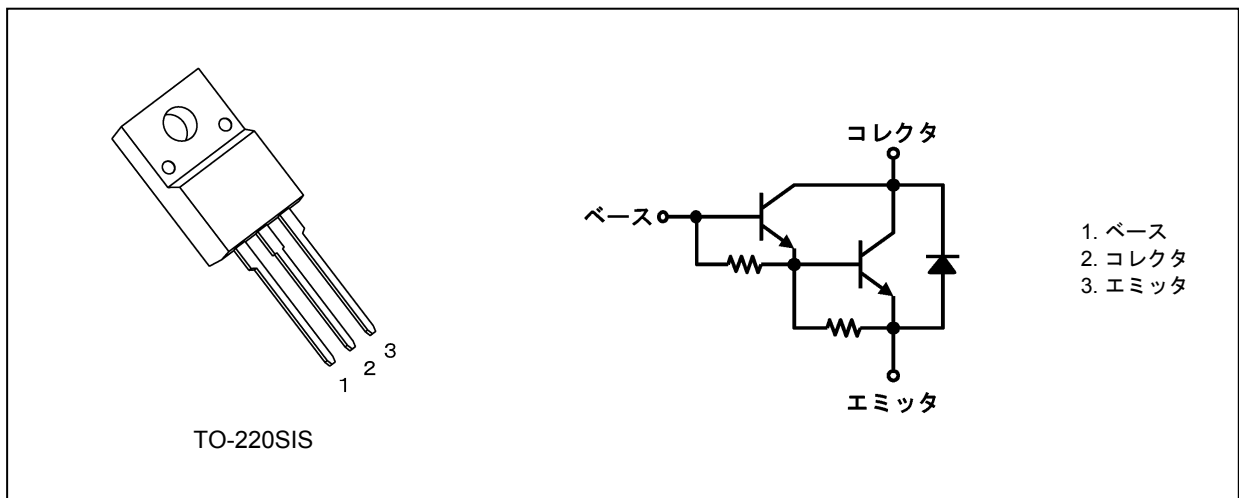 1
2
3
TO-220SIS
コレクタ
ベース
エミッタ
1. ベース
2. コレクタ
3. エミッタ